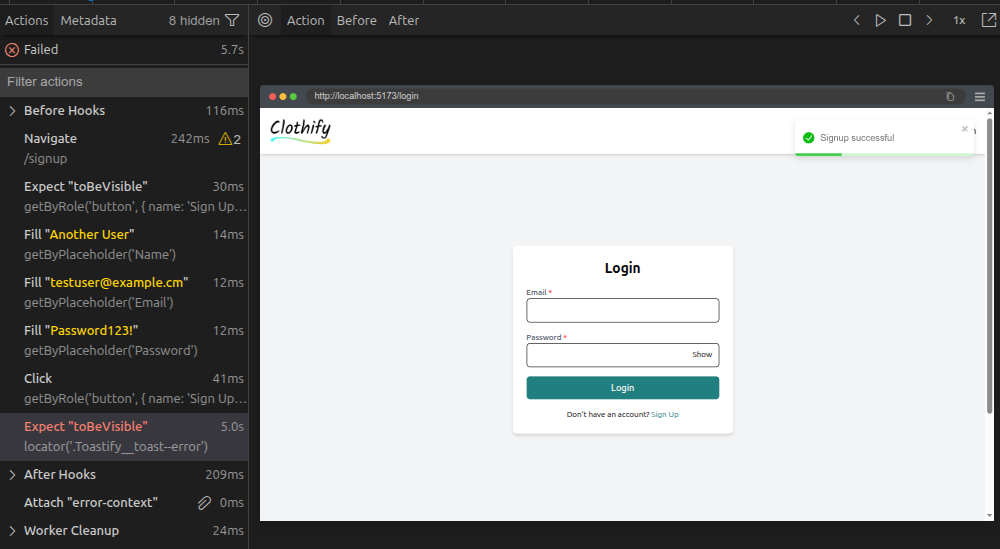 Actions Metadata 8 hidden
Action Before After
1x
Failed 5.7s
Filter actions
Before Hooks 116ms
Navigate 242ms 2
/signup
Expect "toBeVisible" 30ms
getByRole('button', { name: 'Sign Up...
Fill "Another User" 14ms
getByPlaceholder('Name')
Fill "testuser@example.cm" 12ms
getByPlaceholder('Email')
Fill "Password123!" 12ms
getByPlaceholder('Password')
Click 41ms
getByRole('button', { name: 'Sign Up...
Expect "toBeVisible" 5.0s
locator('.Toastify__toast--error')
After Hooks 209ms
Attach "error-context" 0ms
Worker Cleanup 24ms
http://localhost:5173/login
Clothify
Signup successful
Login
Email *
Password *
Show
Login
Don't have an account? Sign Up